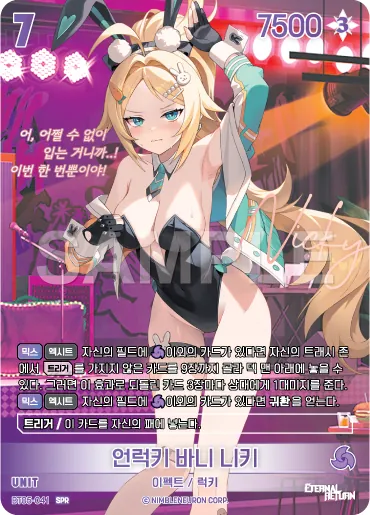 7
7500 3
어, 어쩔 수 없이
입는 거니까..!
이번 한 번뿐이야!
Nicky
SAMPLE
믹스 엑시트 자신의 필드에 이외의 카드가 있다면 자신의 트래시 존
에서 트리거 를 가지지 않은 카드를 9장까지 골라 덱 맨 아래에 놓을 수
있다. 그러면 이 효과로 되돌린 카드 3장마다 상대에게 1대미지를 준다.
믹스 엑시트 자신의 필드에 이외의 카드가 있다면 귀환을 얻는다.
트리거 / 이 카드를 자신의 패에 넣는다.
언럭키 바니 니키
UNIT
이펙트 / 럭키
BT06-041 SPR
© NIMBLENEURON CORP.
ETERNAL RETURN